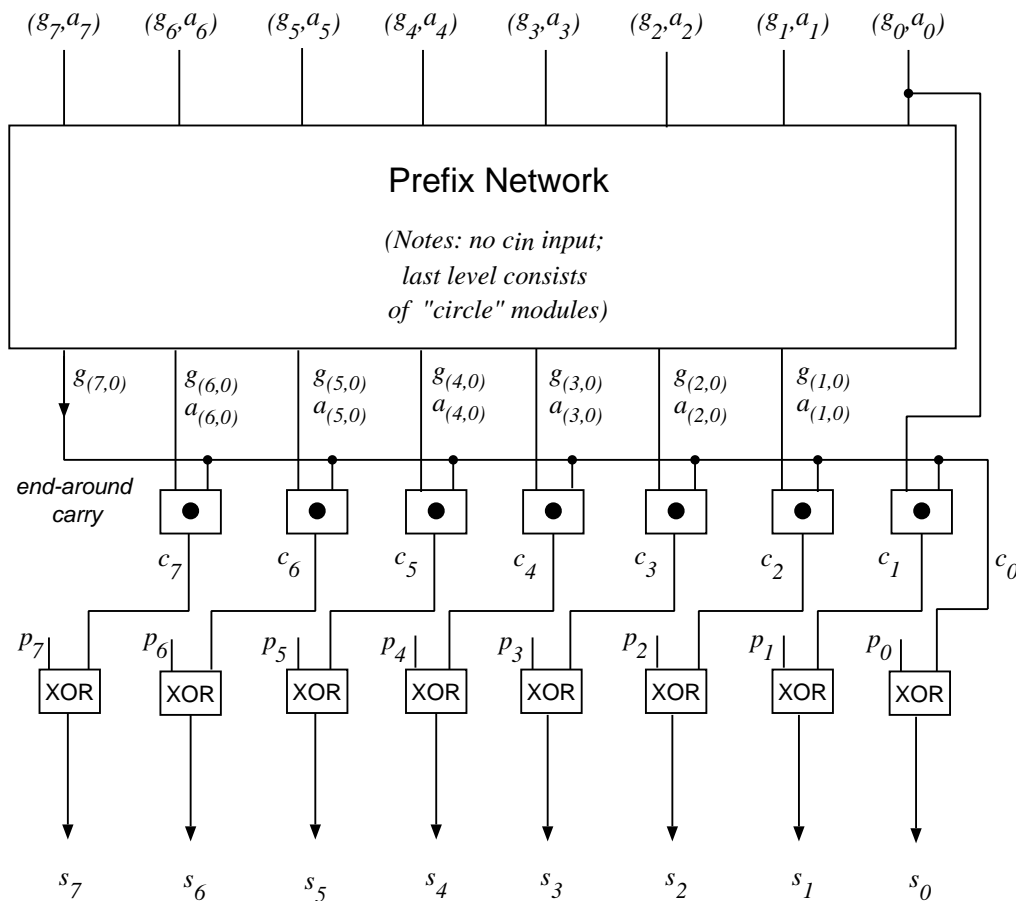 (g7,a7) (g6,a6) (g5,a5) (g4,a4) (g3,a3) (g2,a2) (g1,a1) (g0,a0)
Prefix Network
(Notes: no cin input;
last level consists
of "circle" modules)
g(7,0) g(6,0) g(5,0) g(4,0) g(3,0) g(2,0) g(1,0)
a(6,0) a(5,0) a(4,0) a(3,0) a(2,0) a(1,0)
end-around
carry
c7 c6 c5 c4 c3 c2 c1 c0
p7 p6 p5 p4 p3 p2 p1 p0
XOR XOR XOR XOR XOR XOR XOR XOR
s7 s6 s5 s4 s3 s2 s1 s0